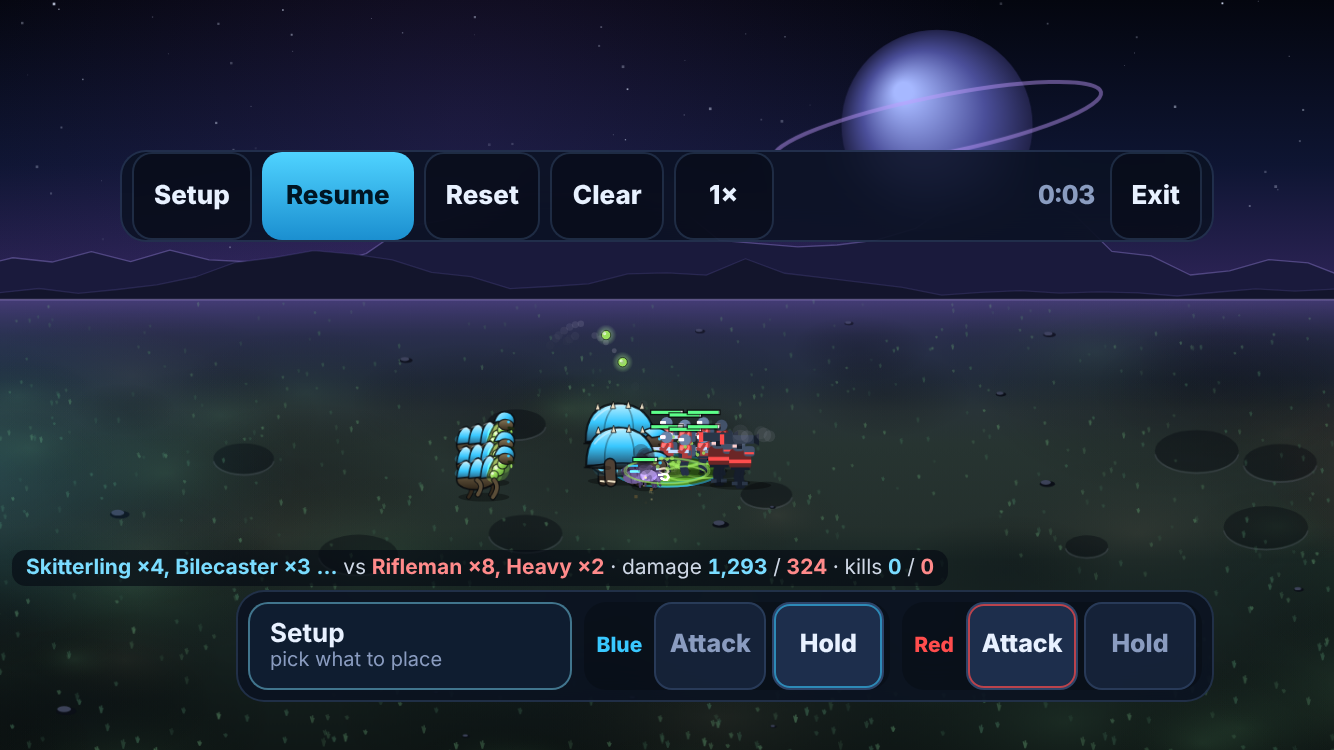 Setup Resume Reset Clear 1× 0:03 Exit
3
Skitterling ×4, Bilecaster ×3 ... vs Rifleman ×8, Heavy ×2 · damage 1,293 / 324 · kills 0 / 0
Setup
pick what to place
Blue Attack Hold Red Attack Hold